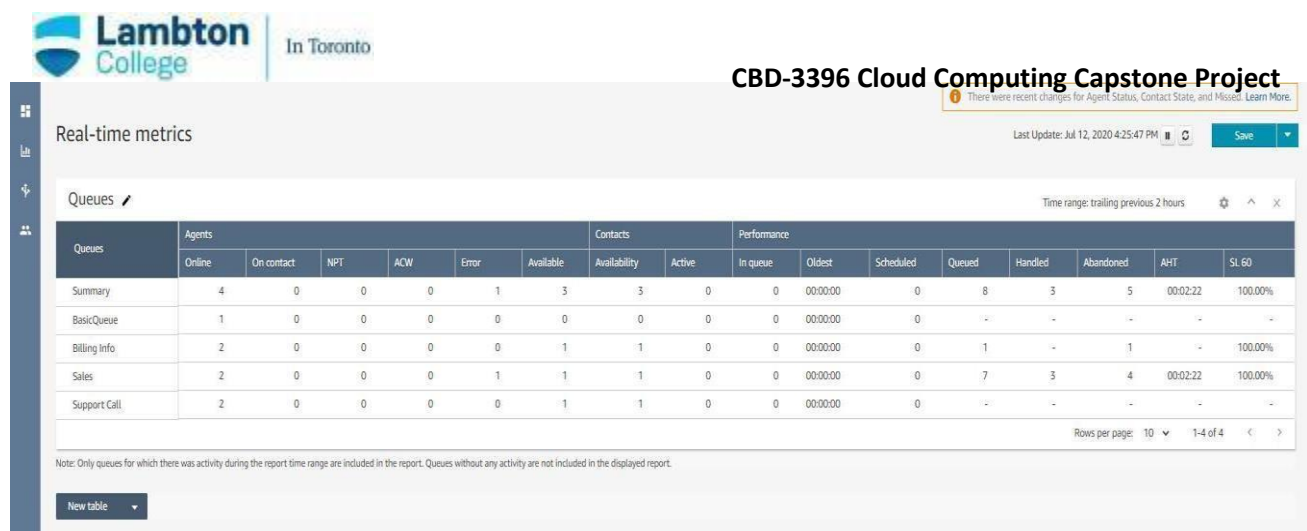 Lambton
College
In Toronto
CBD-3396 Cloud Computing Capstone Project
There were recent changes for Agent Status, Contact State, and Missed. Learn More.
Real-time metrics
Last Update: Jul 12, 2020 4:25:47 PM
Save
Queues
Time range: trailing previous 2 hours
Queues Agents Contacts Performance
Online On contact NPT ACW Error Available Availability Active In queue Oldest Scheduled Queued Handled Abandoned AHT SL 60
Summary 4 0 0 0 1 3 3 0 0 00:00:00 0 8 3 5 00:02:22 100.00%
BasicQueue 1 0 0 0 0 0 0 0 0 00:00:00 0 - - - - -
Billing Info 2 0 0 0 0 1 1 0 0 00:00:00 0 1 - 1 - 100.00%
Sales 2 0 0 0 1 1 1 0 0 00:00:00 0 7 3 4 00:02:22 100.00%
Support Call 2 0 0 0 0 1 1 0 0 00:00:00 0 - - - - -
Rows per page: 10 1-4 of 4
Note: Only queues for which there was activity during the report time range are included in the report. Queues without any activity are not included in the displayed report.
New table